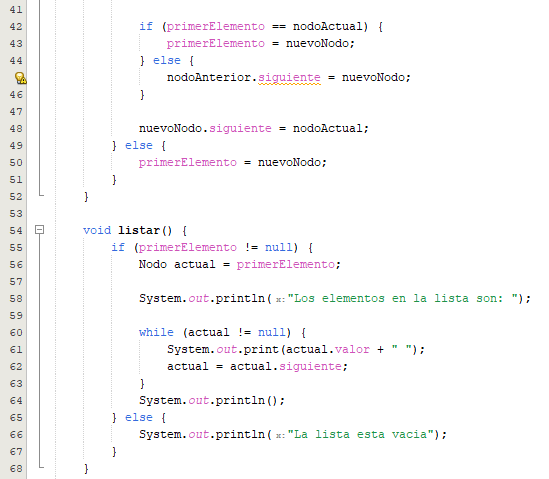 41
42 if (primerElemento == nodoActual) {
43 primerElemento = nuevoNodo;
44 } else {
nodoAnterior.siguiente = nuevoNodo;
46 }
47
48 nuevoNodo.siguiente = nodoActual;
49 } else {
50 primerElemento = nuevoNodo;
51 }
52 }
53
54 void listar() {
55 if (primerElemento != null) {
56 Nodo actual = primerElemento;
57
58 System.out.println( x: "Los elementos en la lista son: ");
59
60 while (actual != null) {
61 System.out.print(actual.valor + " ");
62 actual = actual.siguiente;
63 }
64 System.out.println();
65 } else {
66 System.out.println( x: "La lista esta vacia");
67 }
68 }